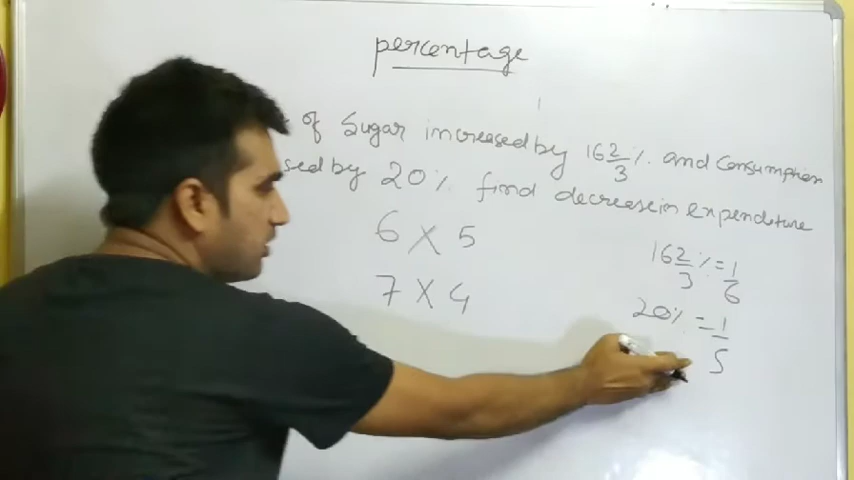 percentage
of Sugar increased by 16 2/3 %. and Consumption
sed by 20%. find decrease in expenditure
6 X 5
7 X 4
16 2/3 % = 1/6
20% = 1/5